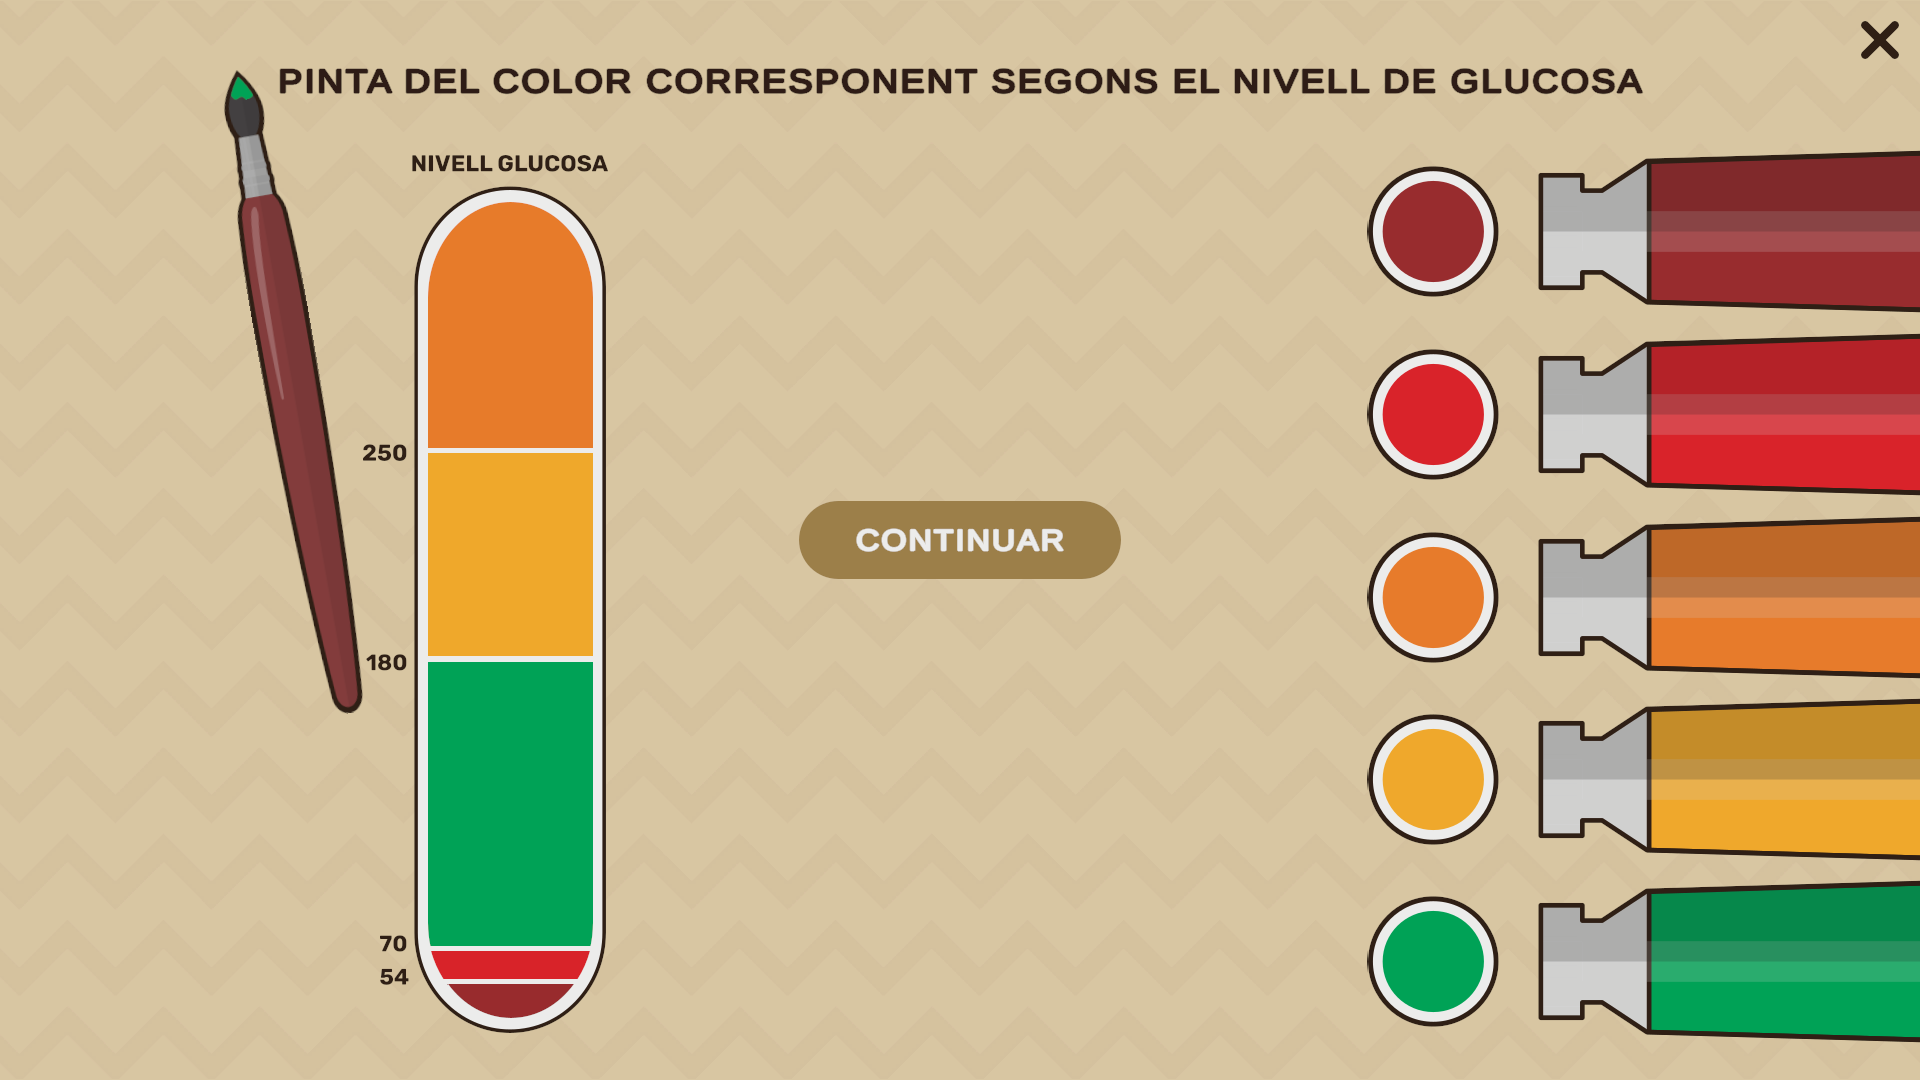 PINTA DEL COLOR CORRESPONENT SEGONS EL NIVELL DE GLUCOSA
NIVELL GLUCOSA
250
CONTINUAR
180
70
54